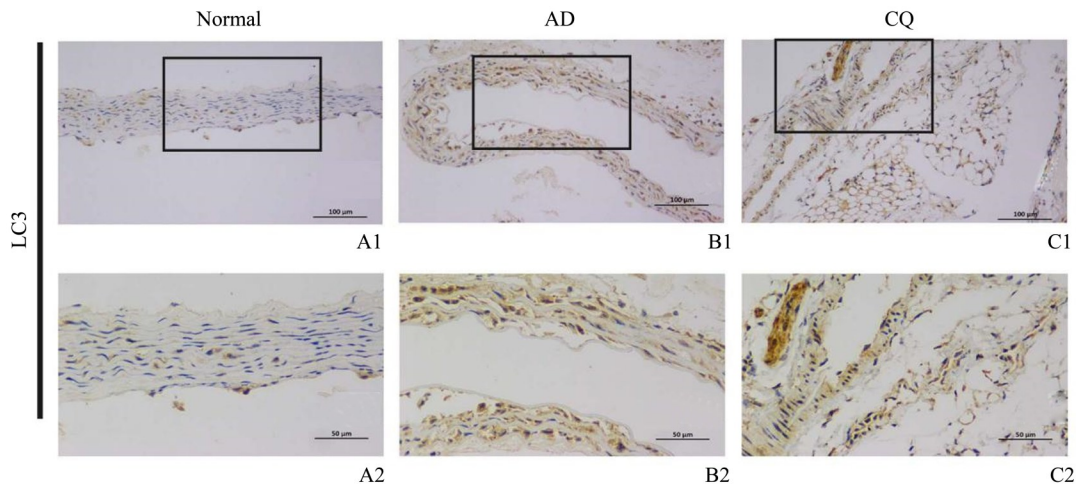 Normal AD CQ
LC3
100 µm 100 µm 100 µm
A1 B1 C1
50 µm 50 µm 50 µm
A2 B2 C2